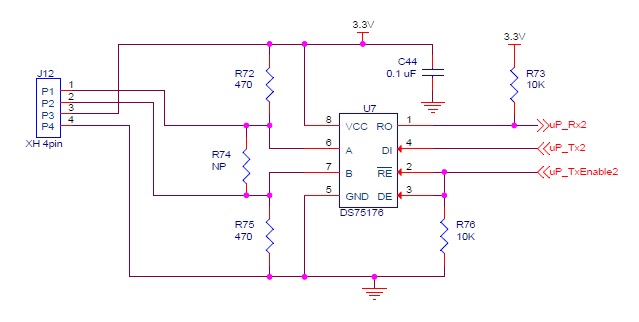 3.3V
3.3V
C44
0.1 uF
J12
R72
470
R73
10K
P1 1
P2 2
P3 3
P4 4
XH 4pin
U7
8 VCC RO 1
uP_Rx2
6 A DI 4
uP_Tx2
R74
NP
7 B RE 2
uP_TxEnable2
5 GND DE 3
DS75176
R75
470
R76
10K